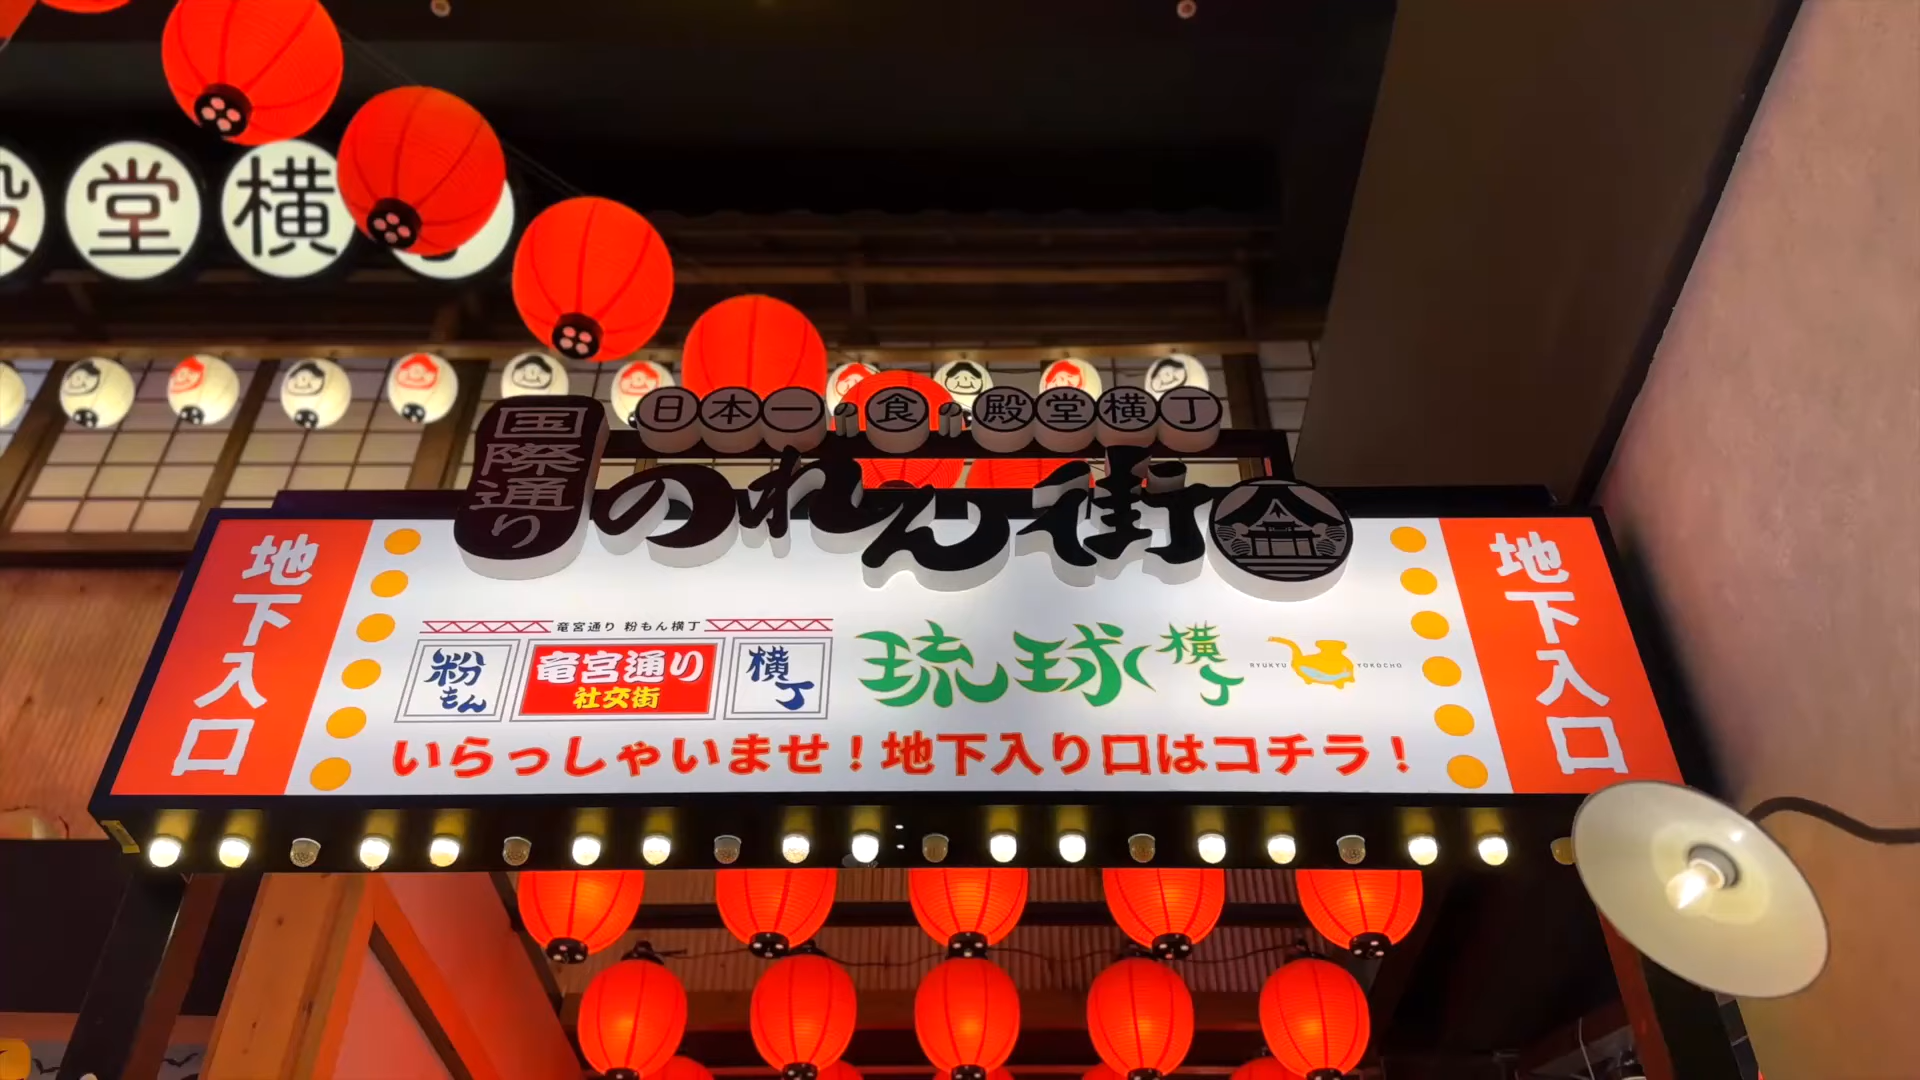 堂横
日本一の食の殿堂横丁
国際通り
のれん街
地下入口
竜宮通り 粉もん横丁
粉もん
竜宮通り
社交街
横丁
琉球横丁
RYUKYU YOKOCHO
地下入口
いらっしゃいませ！地下入り口はコチラ！